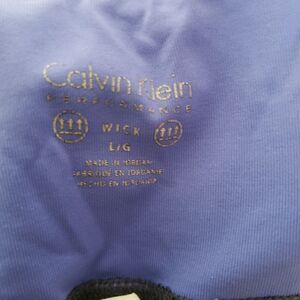 Calvin Klein
PERFORMANCE
WICK
L/G
MADE IN JORDAN
FABRIQUÉ EN JORDANIE
HECHO EN JORDANIA